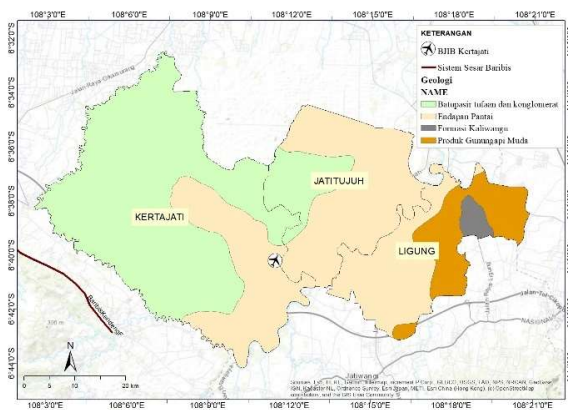 108°3'0"E 108°6'0"E 108°9'0"E 108°12'0"E 108°15'0"E 108°18'0"E 108°21'0"E
KETERANGAN
BJIB Kertajati
Sistem Sesar Baribis
Geologi
NAME
Batupasir tufaan dan konglomerat
Endapan Pantai
Formasi Kaliwangu
Produk Gunungapi Muda
6°32'0"S
6°34'0"S
6°38'0"S
6°40'0"S
6°42'0"S
6°44'0"S
JATITUJUH
KERTAJATI
LIGUNG
Jatiwangi
N
0 5 10 20 km
108°3'0"E 108°6'0"E 108°9'0"E 108°12'0"E 108°15'0"E 108°18'0"E 108°21'0"E